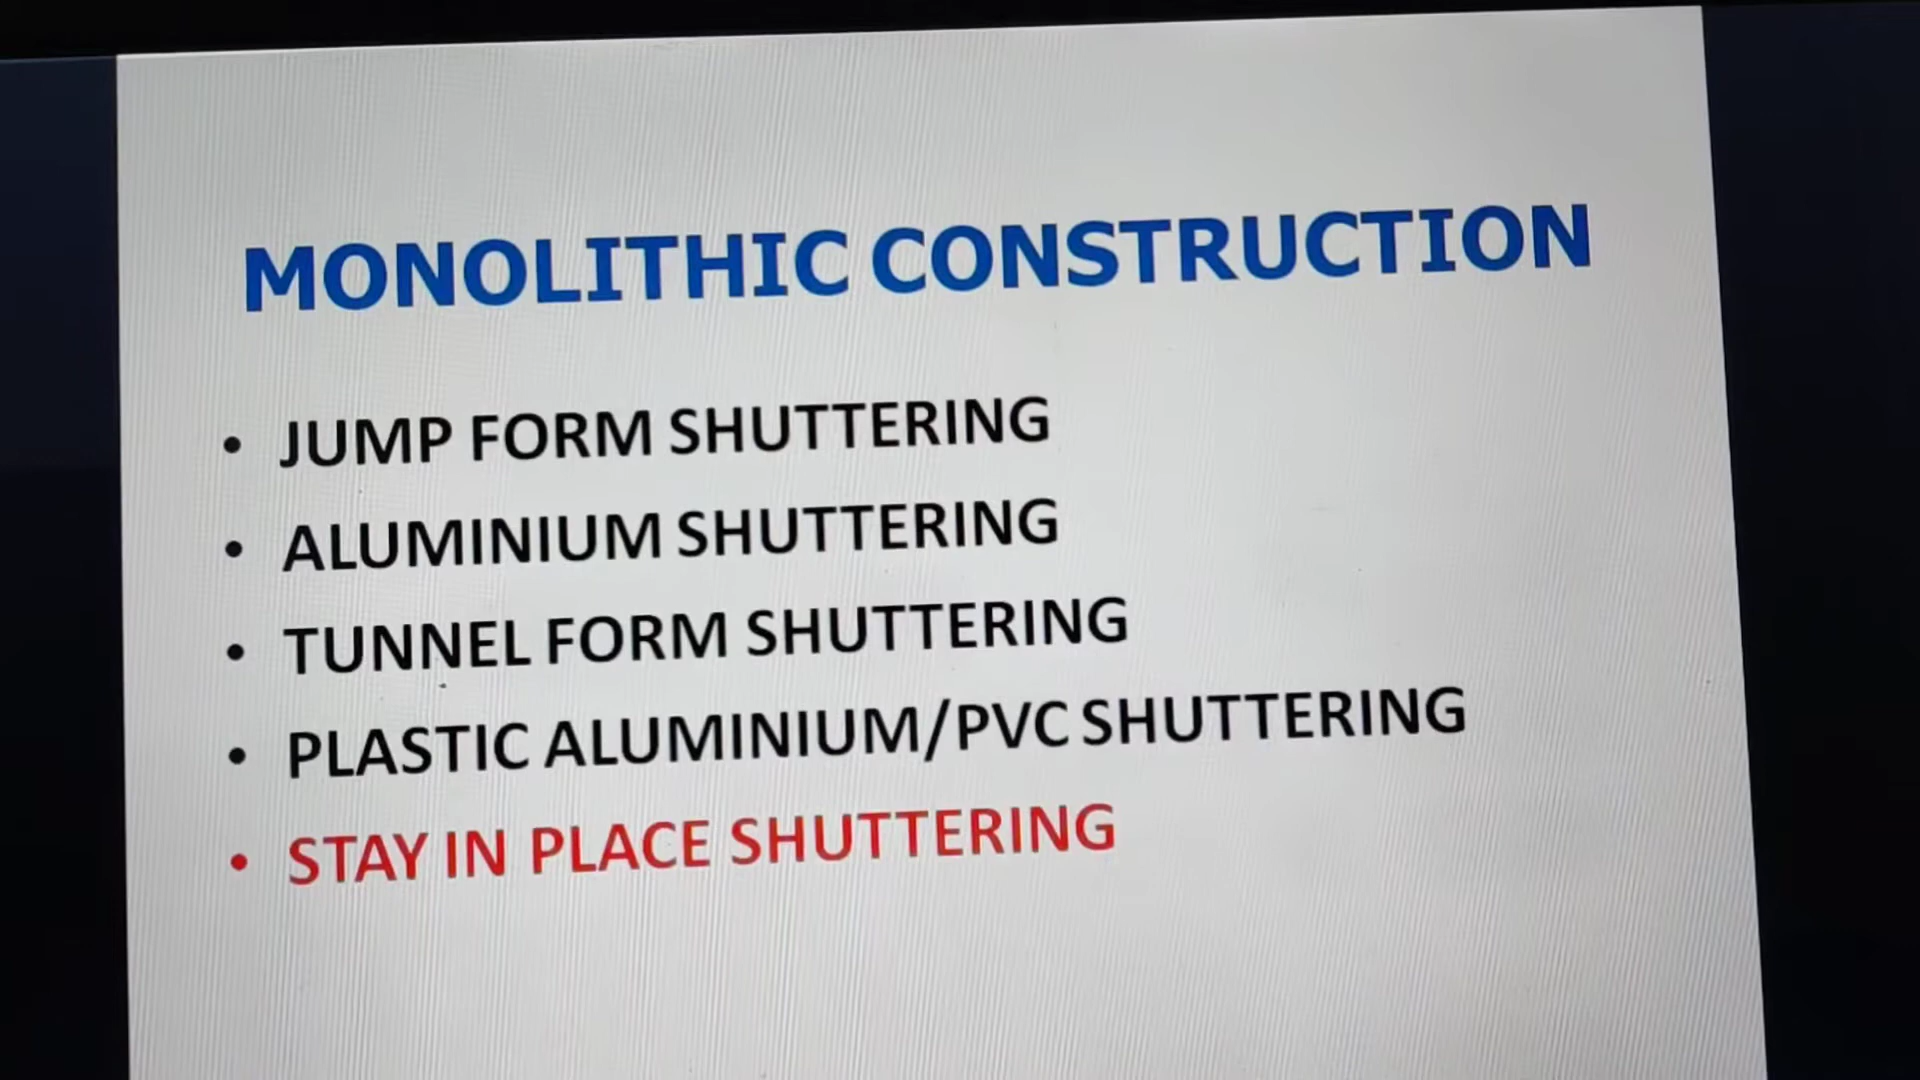 MONOLITHIC CONSTRUCTION
• JUMP FORM SHUTTERING
• ALUMINIUM SHUTTERING
• TUNNEL FORM SHUTTERING
• PLASTIC ALUMINIUM/PVC SHUTTERING
• STAY IN PLACE SHUTTERING